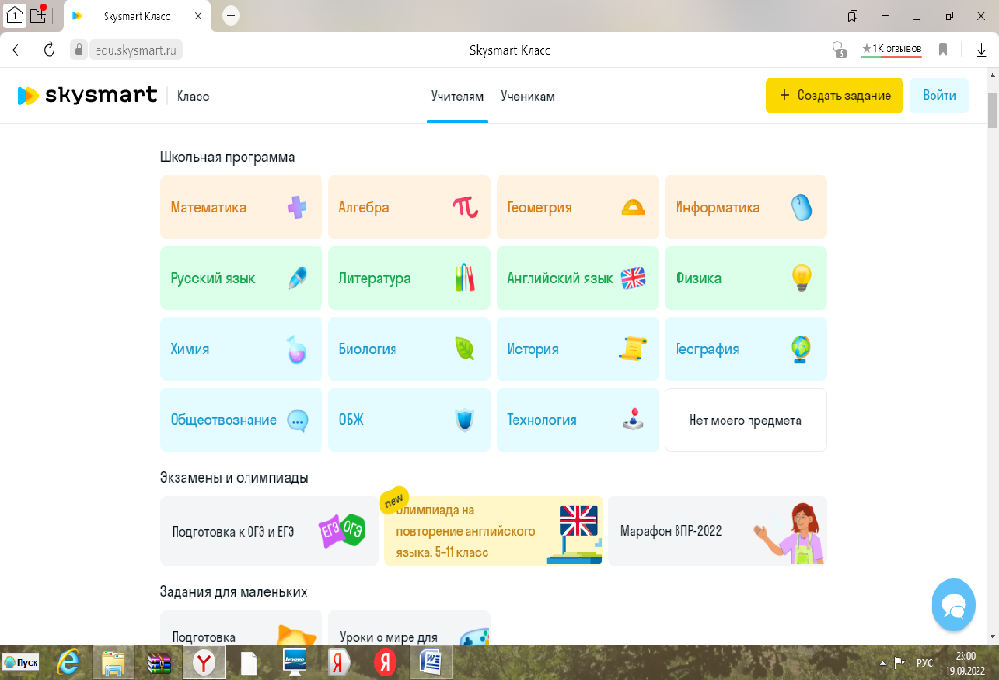 1
Skysmart Класс
edu.skysmart.ru
Skysmart Класс
5
★ 1К отзывов
skysmart
Класс
Учителям
Ученикам
+ Создать задание
Войти
Школьная программа
Математика
Алгебра
Геометрия
Информатика
Русский язык
Литература
Английский язык
Физика
Химия
Биология
История
География
Обществознание
ОБЖ
Технология
Нет моего предмета
Экзамены и олимпиады
Подготовка к ОГЭ и ЕГЭ
ЕГЭ
ОГЭ
new
Олимпиада на
повторение английского
языка. 5-11 класс
Марафон ВПР-2022
Задания для маленьких
Подготовка
Уроки о мире для
Пуск
РУС
19.09.2022